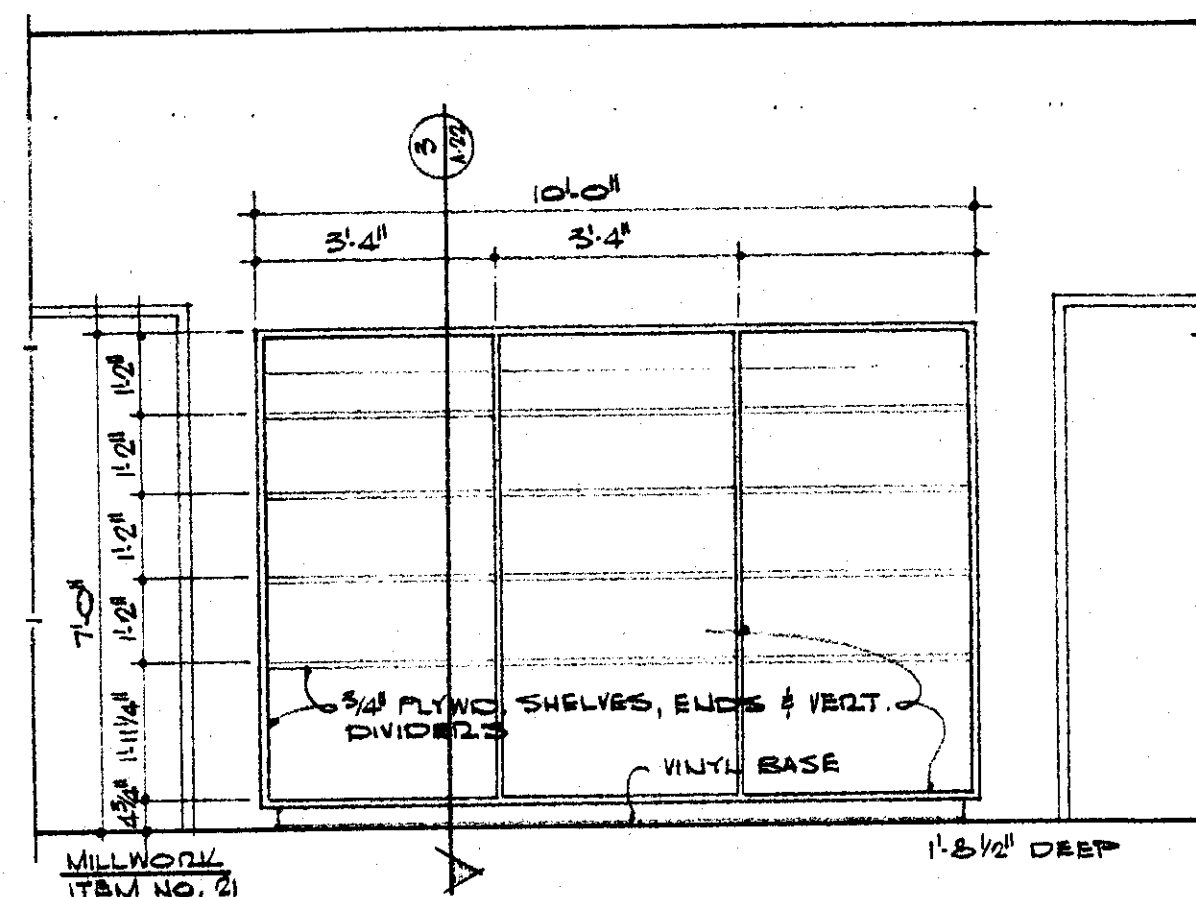 3
A-22
10'-0"
3'-4"
3'-4"
1'-2"
1'-2"
1'-2"
1'-2"
7'-0"
1'-11 1/4"
4 3/4"
3/4" PLYWD. SHELVES, ENDS & VERT.
DIVIDERS
VINYL BASE
1'-8 1/2" DEEP
MILLWORK
ITEM NO. 21